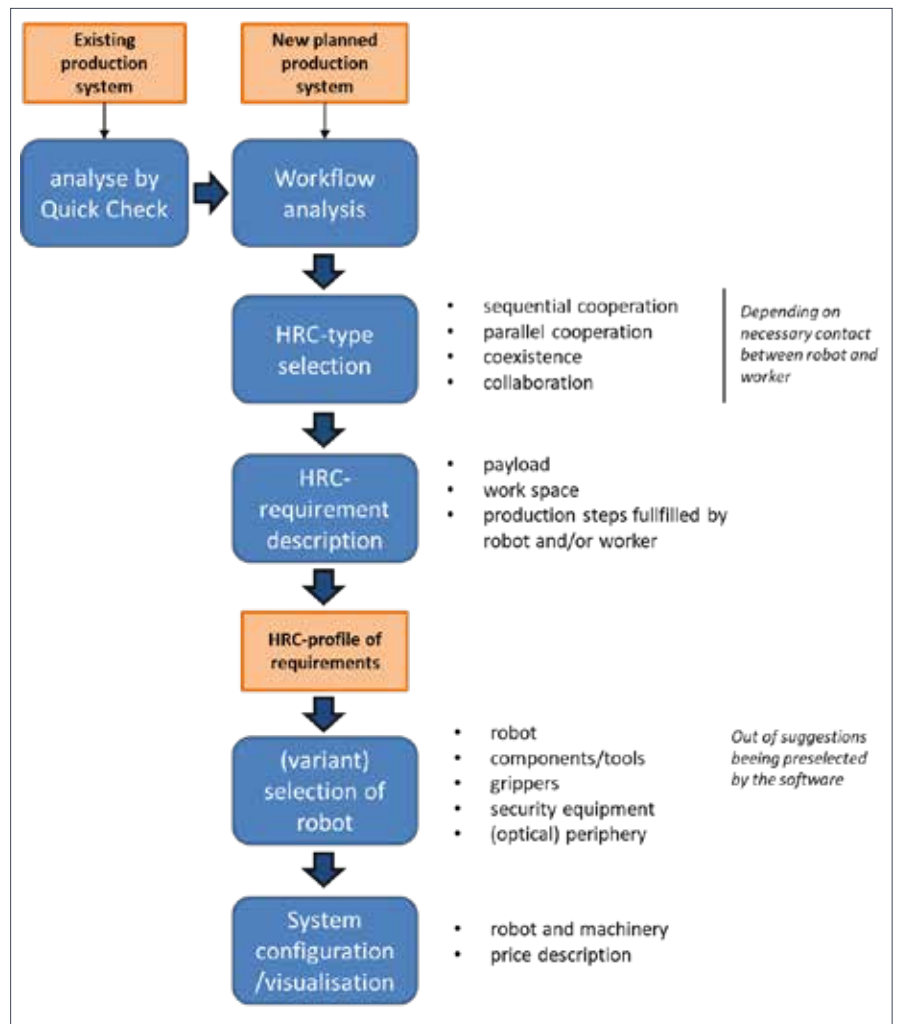 Existing
production
system
New planned
production
system
analyse by
Quick Check
Workflow
analysis
HRC-type
selection
• sequential cooperation
• parallel cooperation
• coexistence
• collaboration
Depending on
necessary contact
between robot and
worker
HRC-
requirement
description
• payload
• work space
• production steps fullfilled by
robot and/or worker
HRC-profile of
requirements
(variant)
selection of
robot
• robot
• components/tools
• grippers
• security equipment
• (optical) periphery
Out of suggestions
beeing preselected
by the software
System
configuration
/visualisation
• robot and machinery
• price description